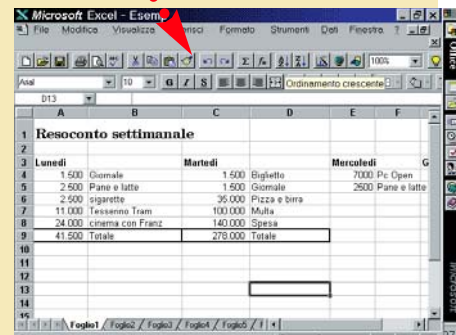 Microsoft Excel - Esem
File Modifica Visualizza erisci Formato Strumenti Dati Finestra ?
100%
Arial 10 G I S
Ordinamento crescente
D13
A B C D E F
1 Resoconto settimanale
2
3 Lunedì Martedì Mercoledì G
4 1.500 Giornale 1.500 Biglietto 7000 Pc Open
5 2.500 Pane e latte 1.500 Giornale 2500 Pane e latte
6 2.500 sigarette 35.000 Pizza e birra
7 11.000 Tesserino Tram 100.000 Multa
8 24.000 cinema con Franz 140.000 Spesa
9 41.500 Totale 278.000 Totale
10
11
12
13
14
15
Foglio1 Foglio2 Foglio3 Foglio4 Foglio5 F
Office
Microsoft